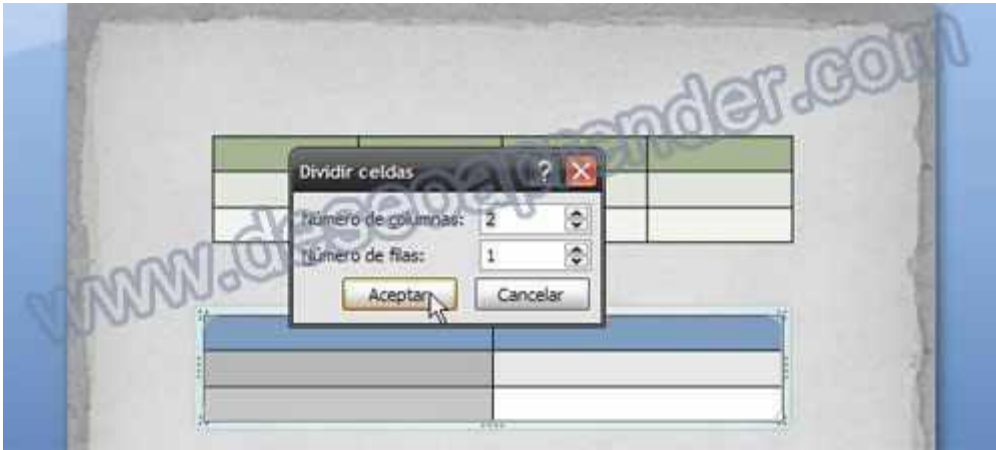 www.deseoaprender.com
Dividir celdas
?
Número de columnas: 2
Número de filas: 1
Aceptar
Cancelar